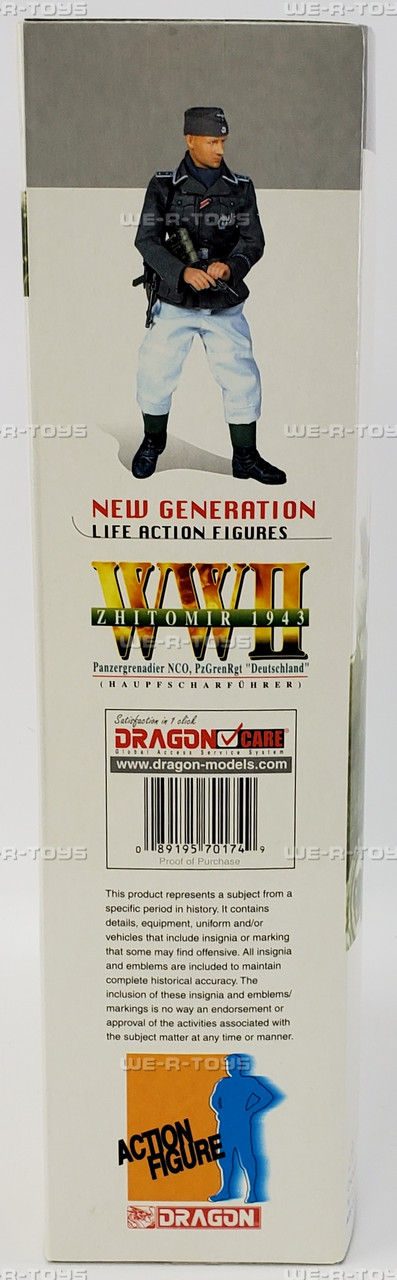 WE-R-TOYS
NEW GENERATION
LIFE ACTION FIGURES
WWII
ZHITOMIR 1943
Panzergrenadier NCO, PzGrenRgt "Deutschland"
(HAUPFSCHARFÜHRER)
Satisfaction in 1 click
DRAGON CARE
Global Access Service System
www.dragon-models.com
0 89195 70174 9
Proof of Purchase
This product represents a subject from a
specific period in history. It contains
details, equipment, uniform and/or
vehicles that include insignia or marking
that some may find offensive. All insignia
and emblems are included to maintain
complete historical accuracy. The
inclusion of these insignia and emblems/
markings is no way an endorsement or
approval of the activities associated with
the subject matter at any time or manner.
ACTION
FIGURE
DRAGON